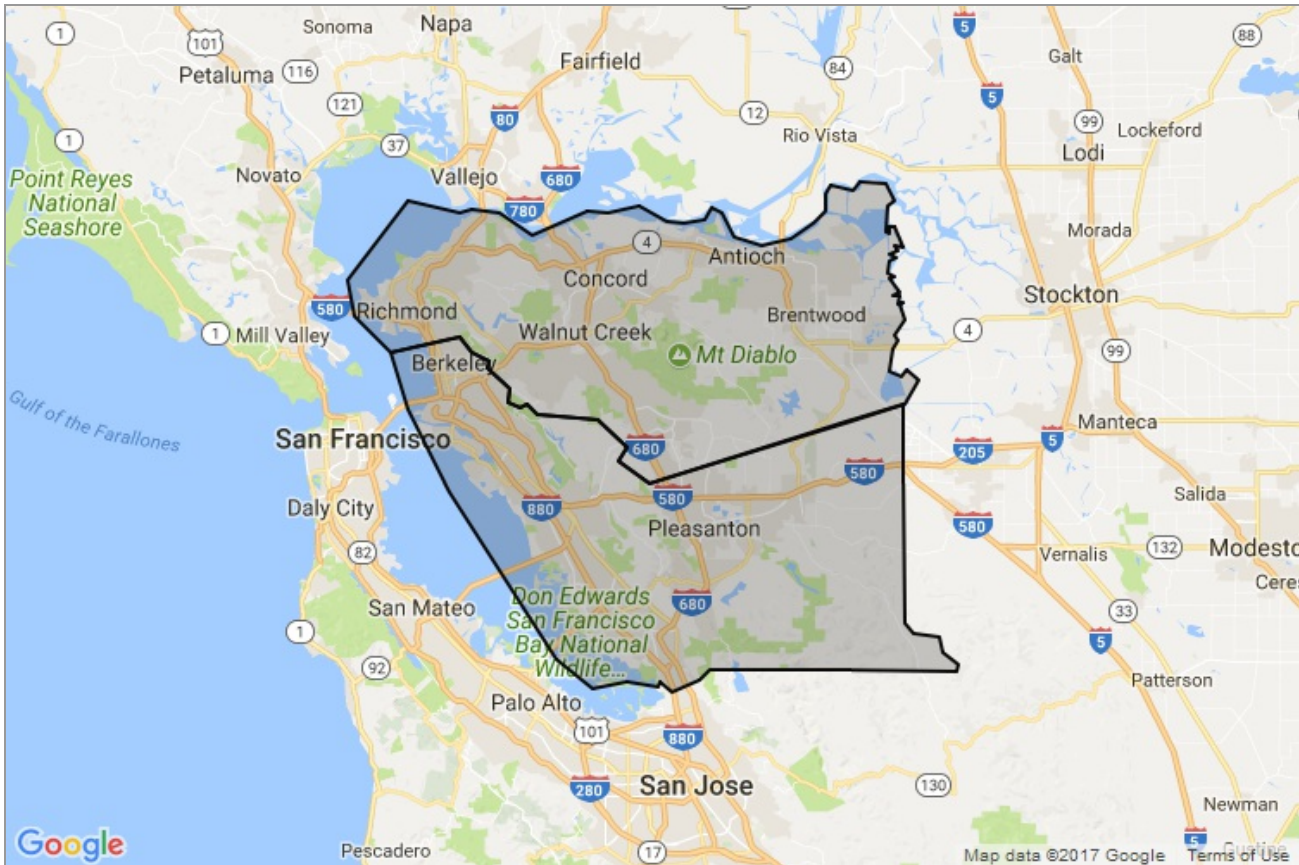 1
101
Sonoma
Napa
5
88
Petaluma
116
Fairfield
84
Galt
121
80
12
5
99
Lockeford
1
37
Rio Vista
Lodi
Point Reyes
National
Seashore
Novato
Vallejo
680
780
Morada
4
Antioch
Concord
Stockton
580
Richmond
Brentwood
1
Mill Valley
Walnut Creek
4
Mt Diablo
99
Berkeley
Gulf of the Farallones
San Francisco
Manteca
680
205
5
580
580
Salida
Daly City
880
Pleasanton
580
82
Vernalis
132
Modesto
Ceres
Don Edwards
San Francisco
Bay National
Wildlife...
680
San Mateo
33
1
5
92
Patterson
Palo Alto
101
880
280
San Jose
130
Newman
Google
Pescadero
17
5
Gustine
Map data ©2017 Google
Terms of Use